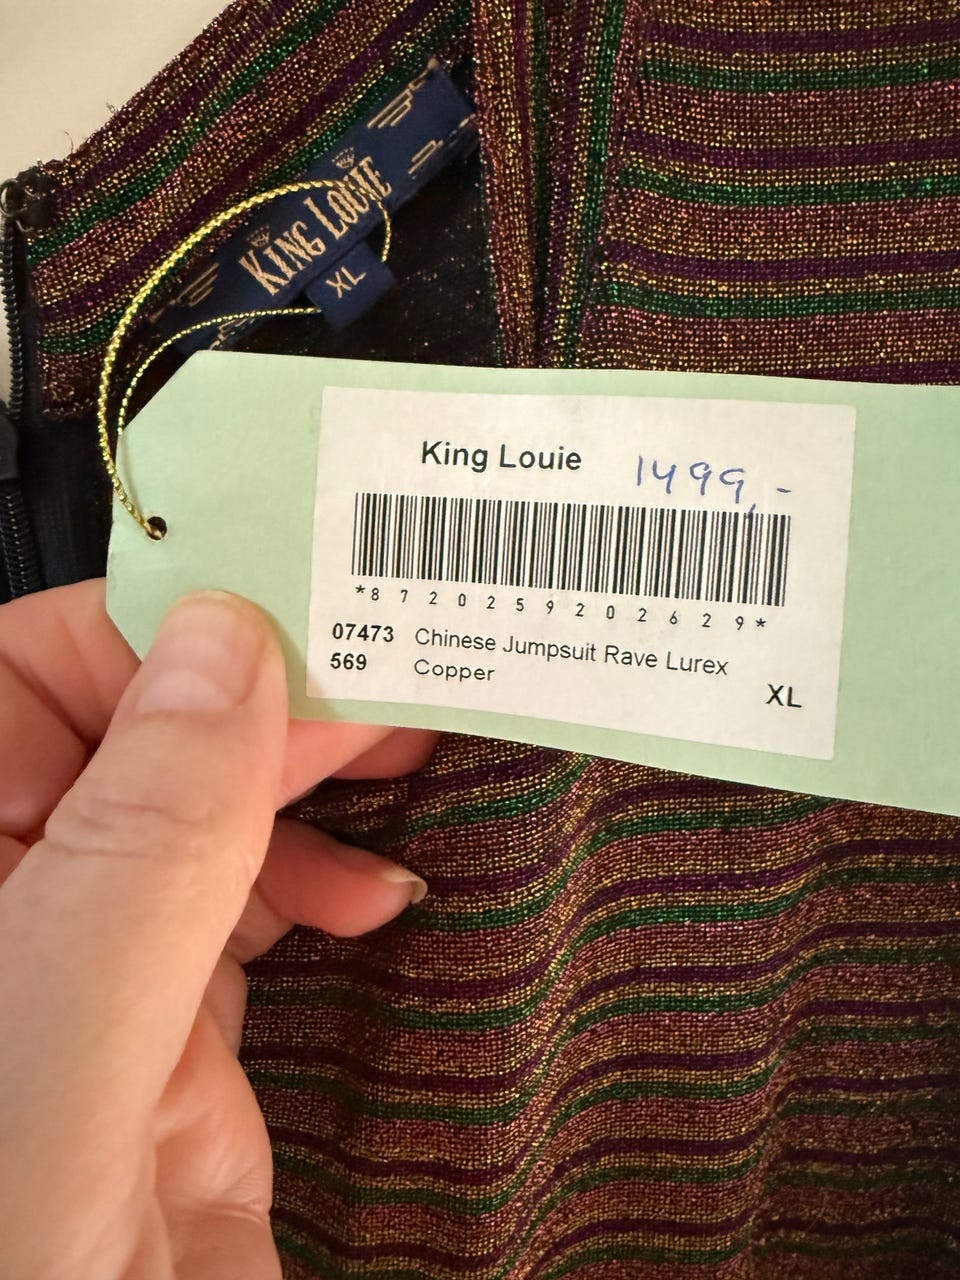 KING LOUIE
XL
King Louie 1499,-
*8720259202629*
07473 Chinese Jumpsuit Rave Lurex
569 Copper
XL